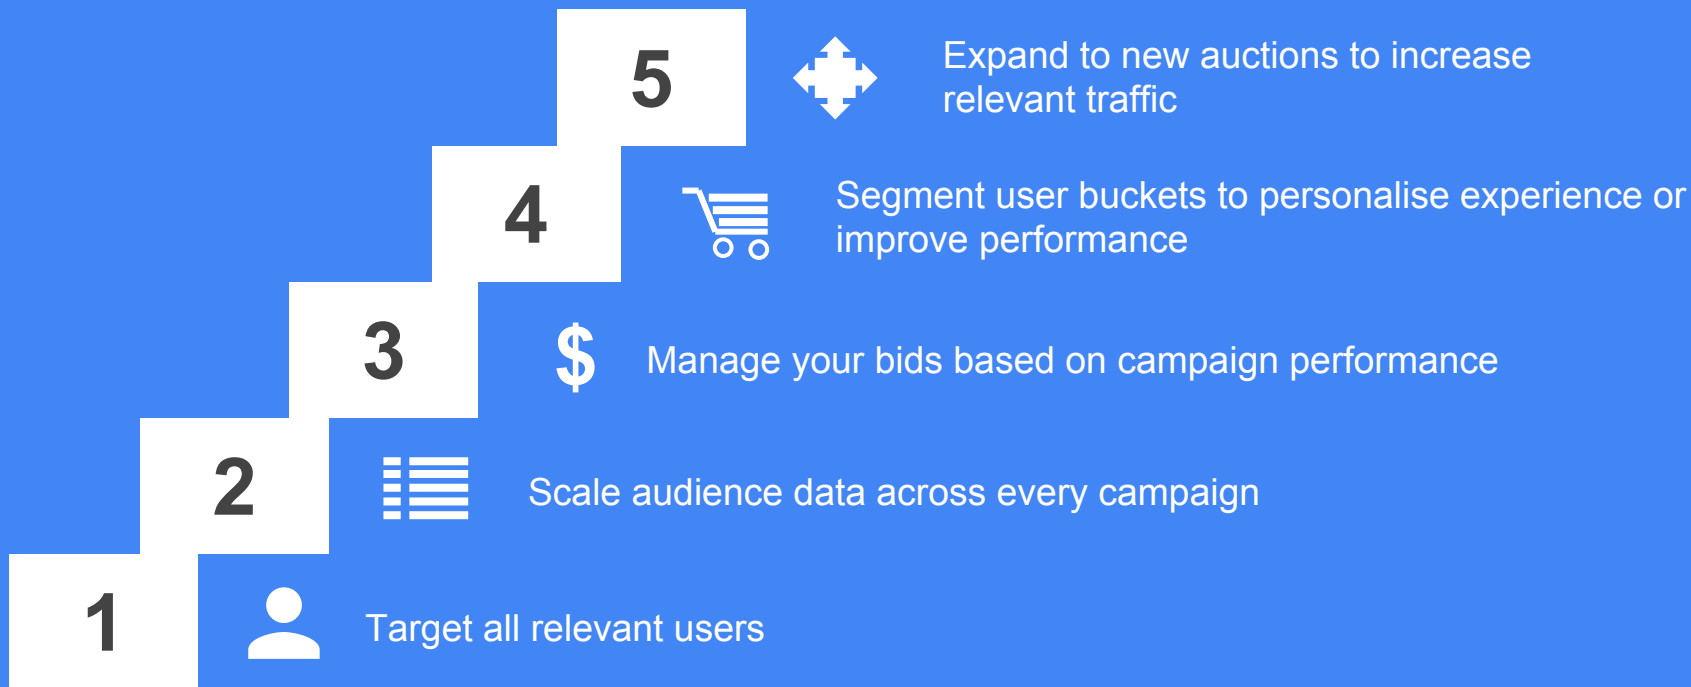 5
Expand to new auctions to increase
relevant traffic
4
Segment user buckets to personalise experience or
improve performance
3
$
Manage your bids based on campaign performance
2
Scale audience data across every campaign
1
Target all relevant users